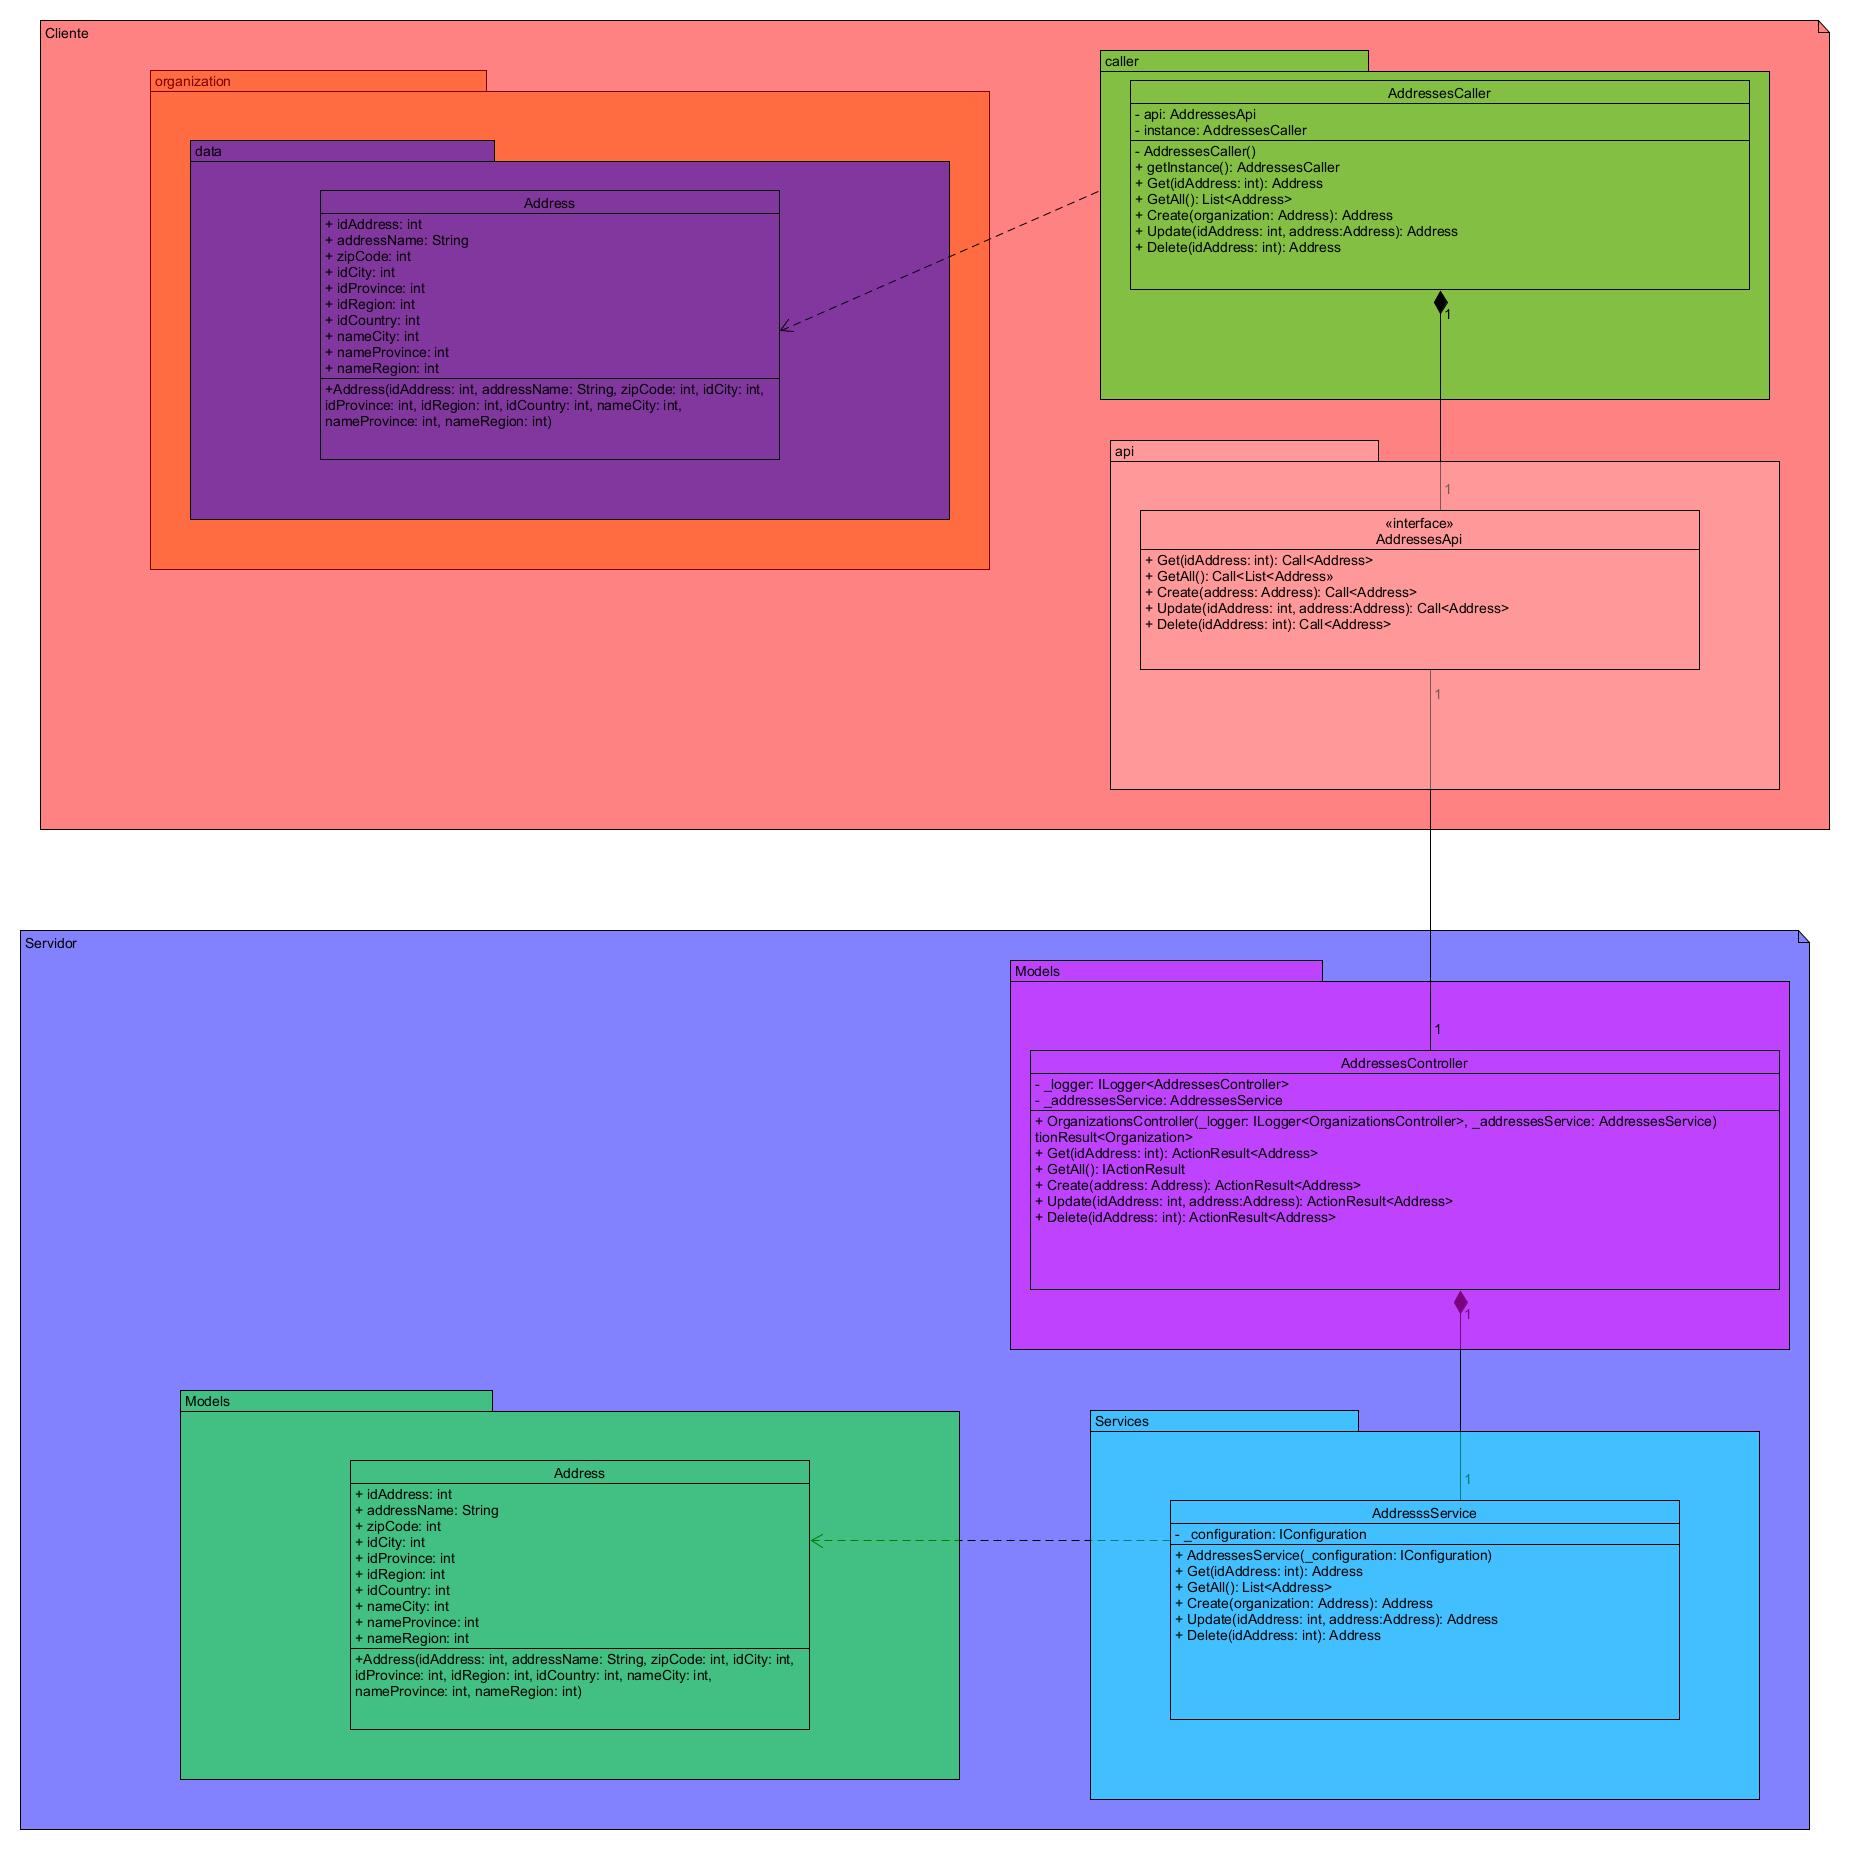 Cliente
organization
data
Address
+ idAddress: int
+ addressName: String
+ zipCode: int
+ idCity: int
+ idProvince: int
+ idRegion: int
+ idCountry: int
+ nameCity: int
+ nameProvince: int
+ nameRegion: int
+Address(idAddress: int, addressName: String, zipCode: int, idCity: int,
idProvince: int, idRegion: int, idCountry: int, nameCity: int,
nameProvince: int, nameRegion: int)
caller
AddressesCaller
- api: AddressesApi
- instance: AddressesCaller
- AddressesCaller()
+ getInstance(): AddressesCaller
+ Get(idAddress: int): Address
+ GetAll(): List<Address>
+ Create(organization: Address): Address
+ Update(idAddress: int, address:Address): Address
+ Delete(idAddress: int): Address
1
api
1
«interface»
AddressesApi
+ Get(idAddress: int): Call<Address>
+ GetAll(): Call<List<Address»
+ Create(address: Address): Call<Address>
+ Update(idAddress: int, address:Address): Call<Address>
+ Delete(idAddress: int): Call<Address>
1
Servidor
Models
1
AddressesController
- _logger: ILogger<AddressesController>
- _addressesService: AddressesService
+ OrganizationsController(_logger: ILogger<OrganizationsController>, _addressesService: AddressesService)
tionResult<Organization>
+ Get(idAddress: int): ActionResult<Address>
+ GetAll(): IActionResult
+ Create(address: Address): ActionResult<Address>
+ Update(idAddress: int, address:Address): ActionResult<Address>
+ Delete(idAddress: int): ActionResult<Address>
1
Models
Address
+ idAddress: int
+ addressName: String
+ zipCode: int
+ idCity: int
+ idProvince: int
+ idRegion: int
+ idCountry: int
+ nameCity: int
+ nameProvince: int
+ nameRegion: int
+Address(idAddress: int, addressName: String, zipCode: int, idCity: int,
idProvince: int, idRegion: int, idCountry: int, nameCity: int,
nameProvince: int, nameRegion: int)
Services
1
AddresssService
- _configuration: IConfiguration
+ AddressesService(_configuration: IConfiguration)
+ Get(idAddress: int): Address
+ GetAll(): List<Address>
+ Create(organization: Address): Address
+ Update(idAddress: int, address:Address): Address
+ Delete(idAddress: int): Address